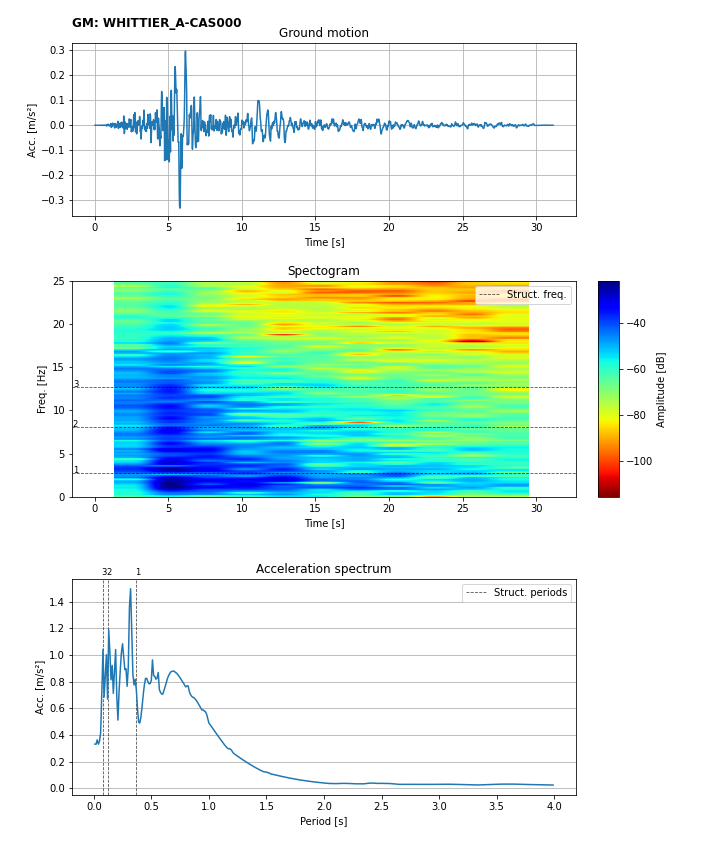 GM: WHITTIER_A-CAS000
Ground motion
0.3
0.2
0.1
0.0
−0.1
−0.2
−0.3
Acc. [m/s²]
0 5 10 15 20 25 30
Time [s]
Spectogram
Struct. freq.
25
20
15
10
5
0
Freq. [Hz]
3
2
1
0 5 10 15 20 25 30
Time [s]
−40
−60
−80
−100
Amplitude [dB]
Acceleration spectrum
32 1
Struct. periods
1.4
1.2
1.0
0.8
0.6
0.4
0.2
0.0
Acc. [m/s²]
0.0 0.5 1.0 1.5 2.0 2.5 3.0 3.5 4.0
Period [s]